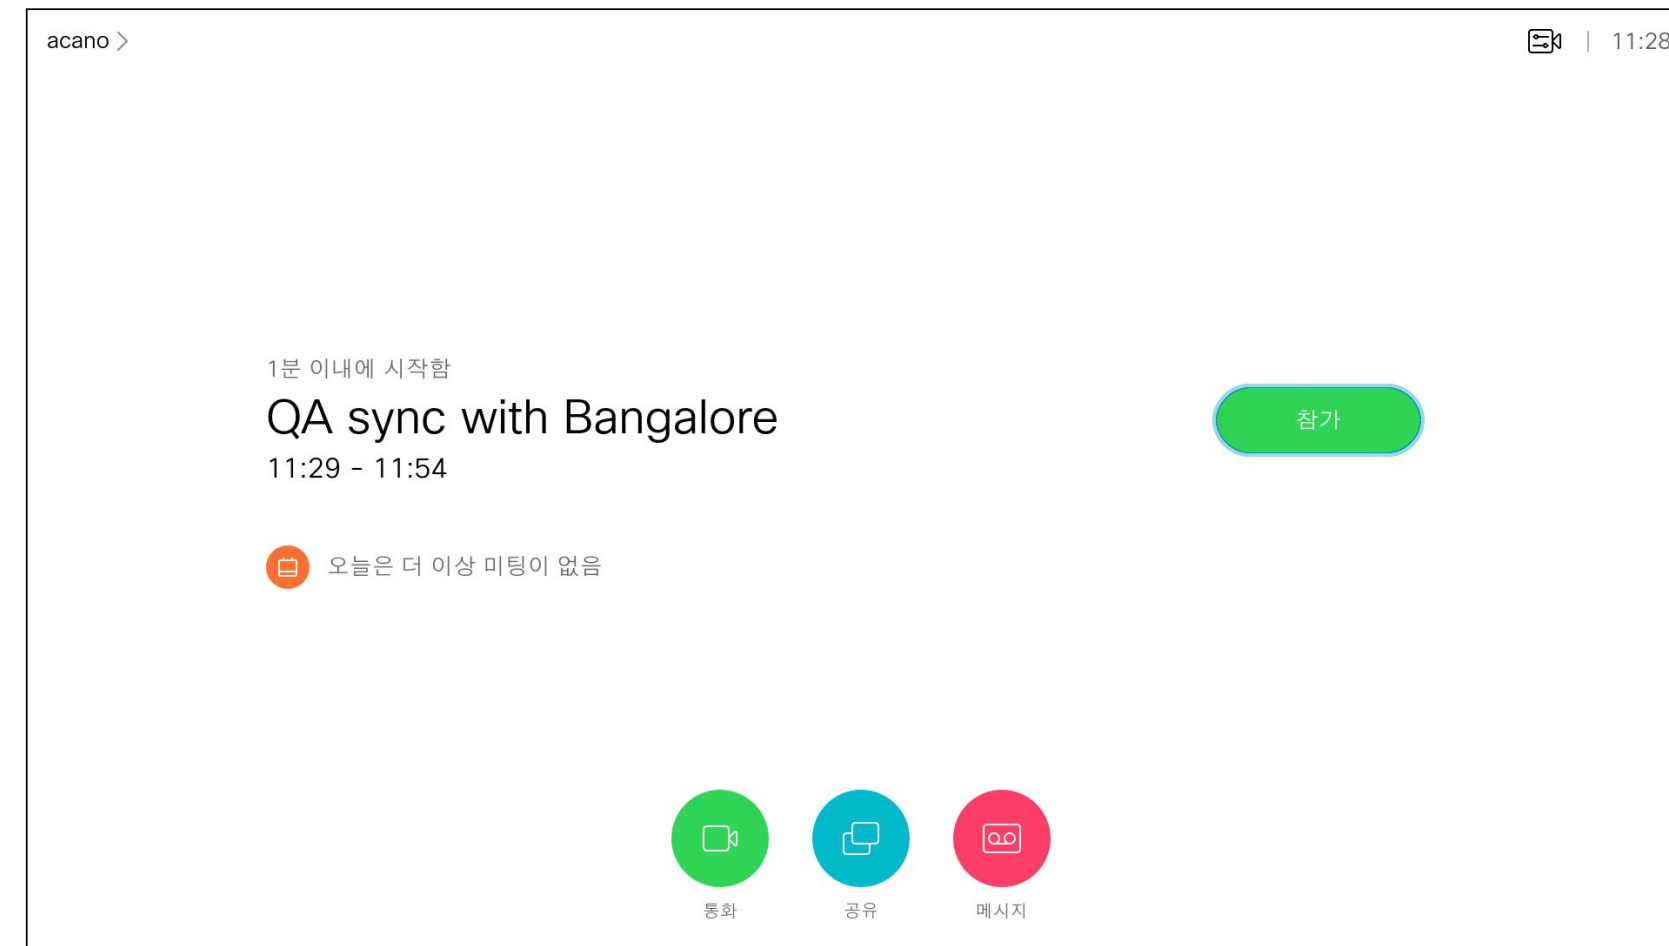 acano
11:28
1분 이내에 시작함
QA sync with Bangalore
11:29 - 11:54
참가
오늘은 더 이상 미팅이 없음
통화
공유
메시지